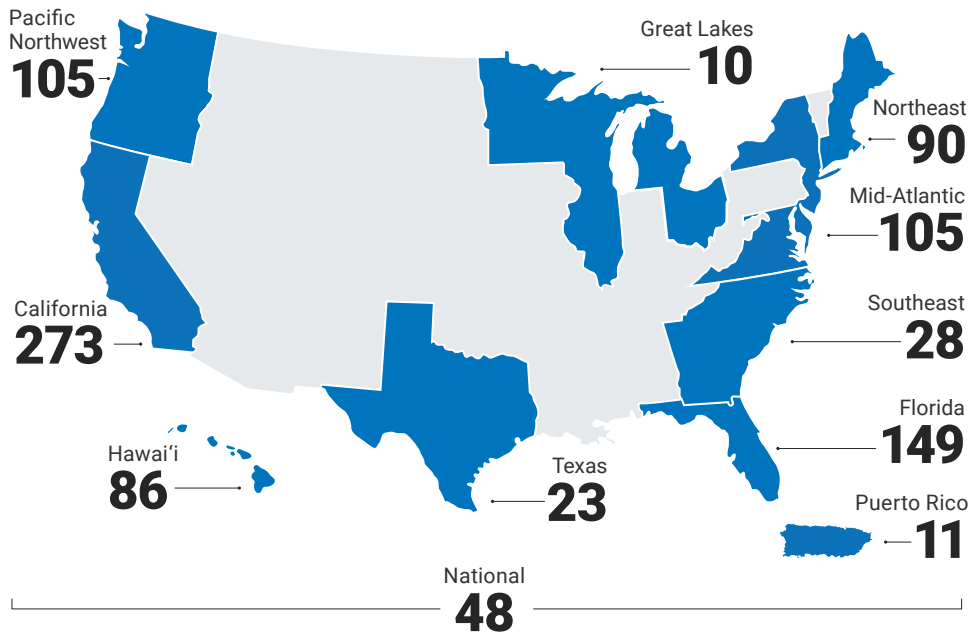 Pacific
Northwest
105
Great Lakes
10
Northeast
90
Mid-Atlantic
105
California
273
Southeast
28
Florida
149
Hawaiʻi
86
Texas
23
Puerto Rico
11
National
48